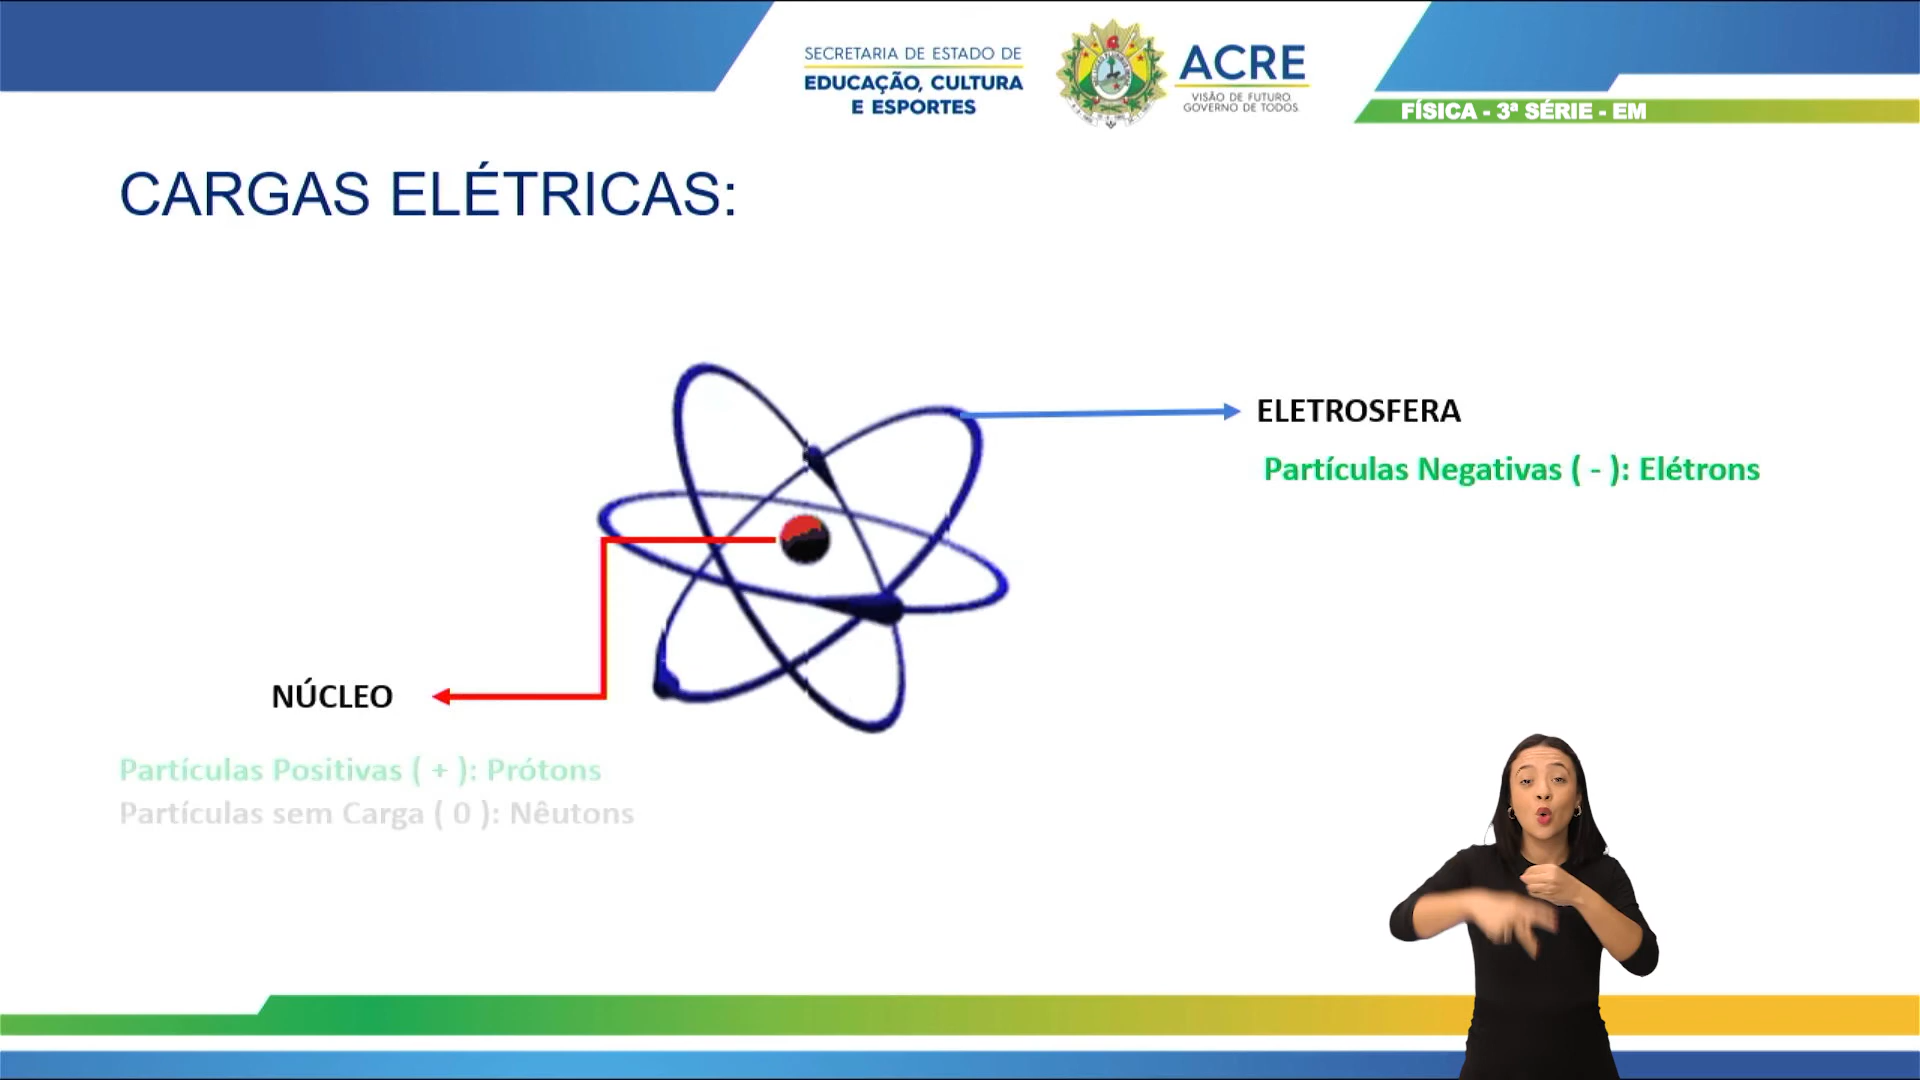 SECRETARIA DE ESTADO DE
EDUCAÇÃO, CULTURA
E ESPORTES
ACRE
VISÃO DE FUTURO.
GOVERNO DE TODOS.
FÍSICA - 3ª SÉRIE - EM
CARGAS ELÉTRICAS:
ELETROSFERA
Partículas Negativas ( - ): Elétrons
NÚCLEO
Partículas Positivas ( + ): Prótons
Partículas sem Carga ( 0 ): Nêutons